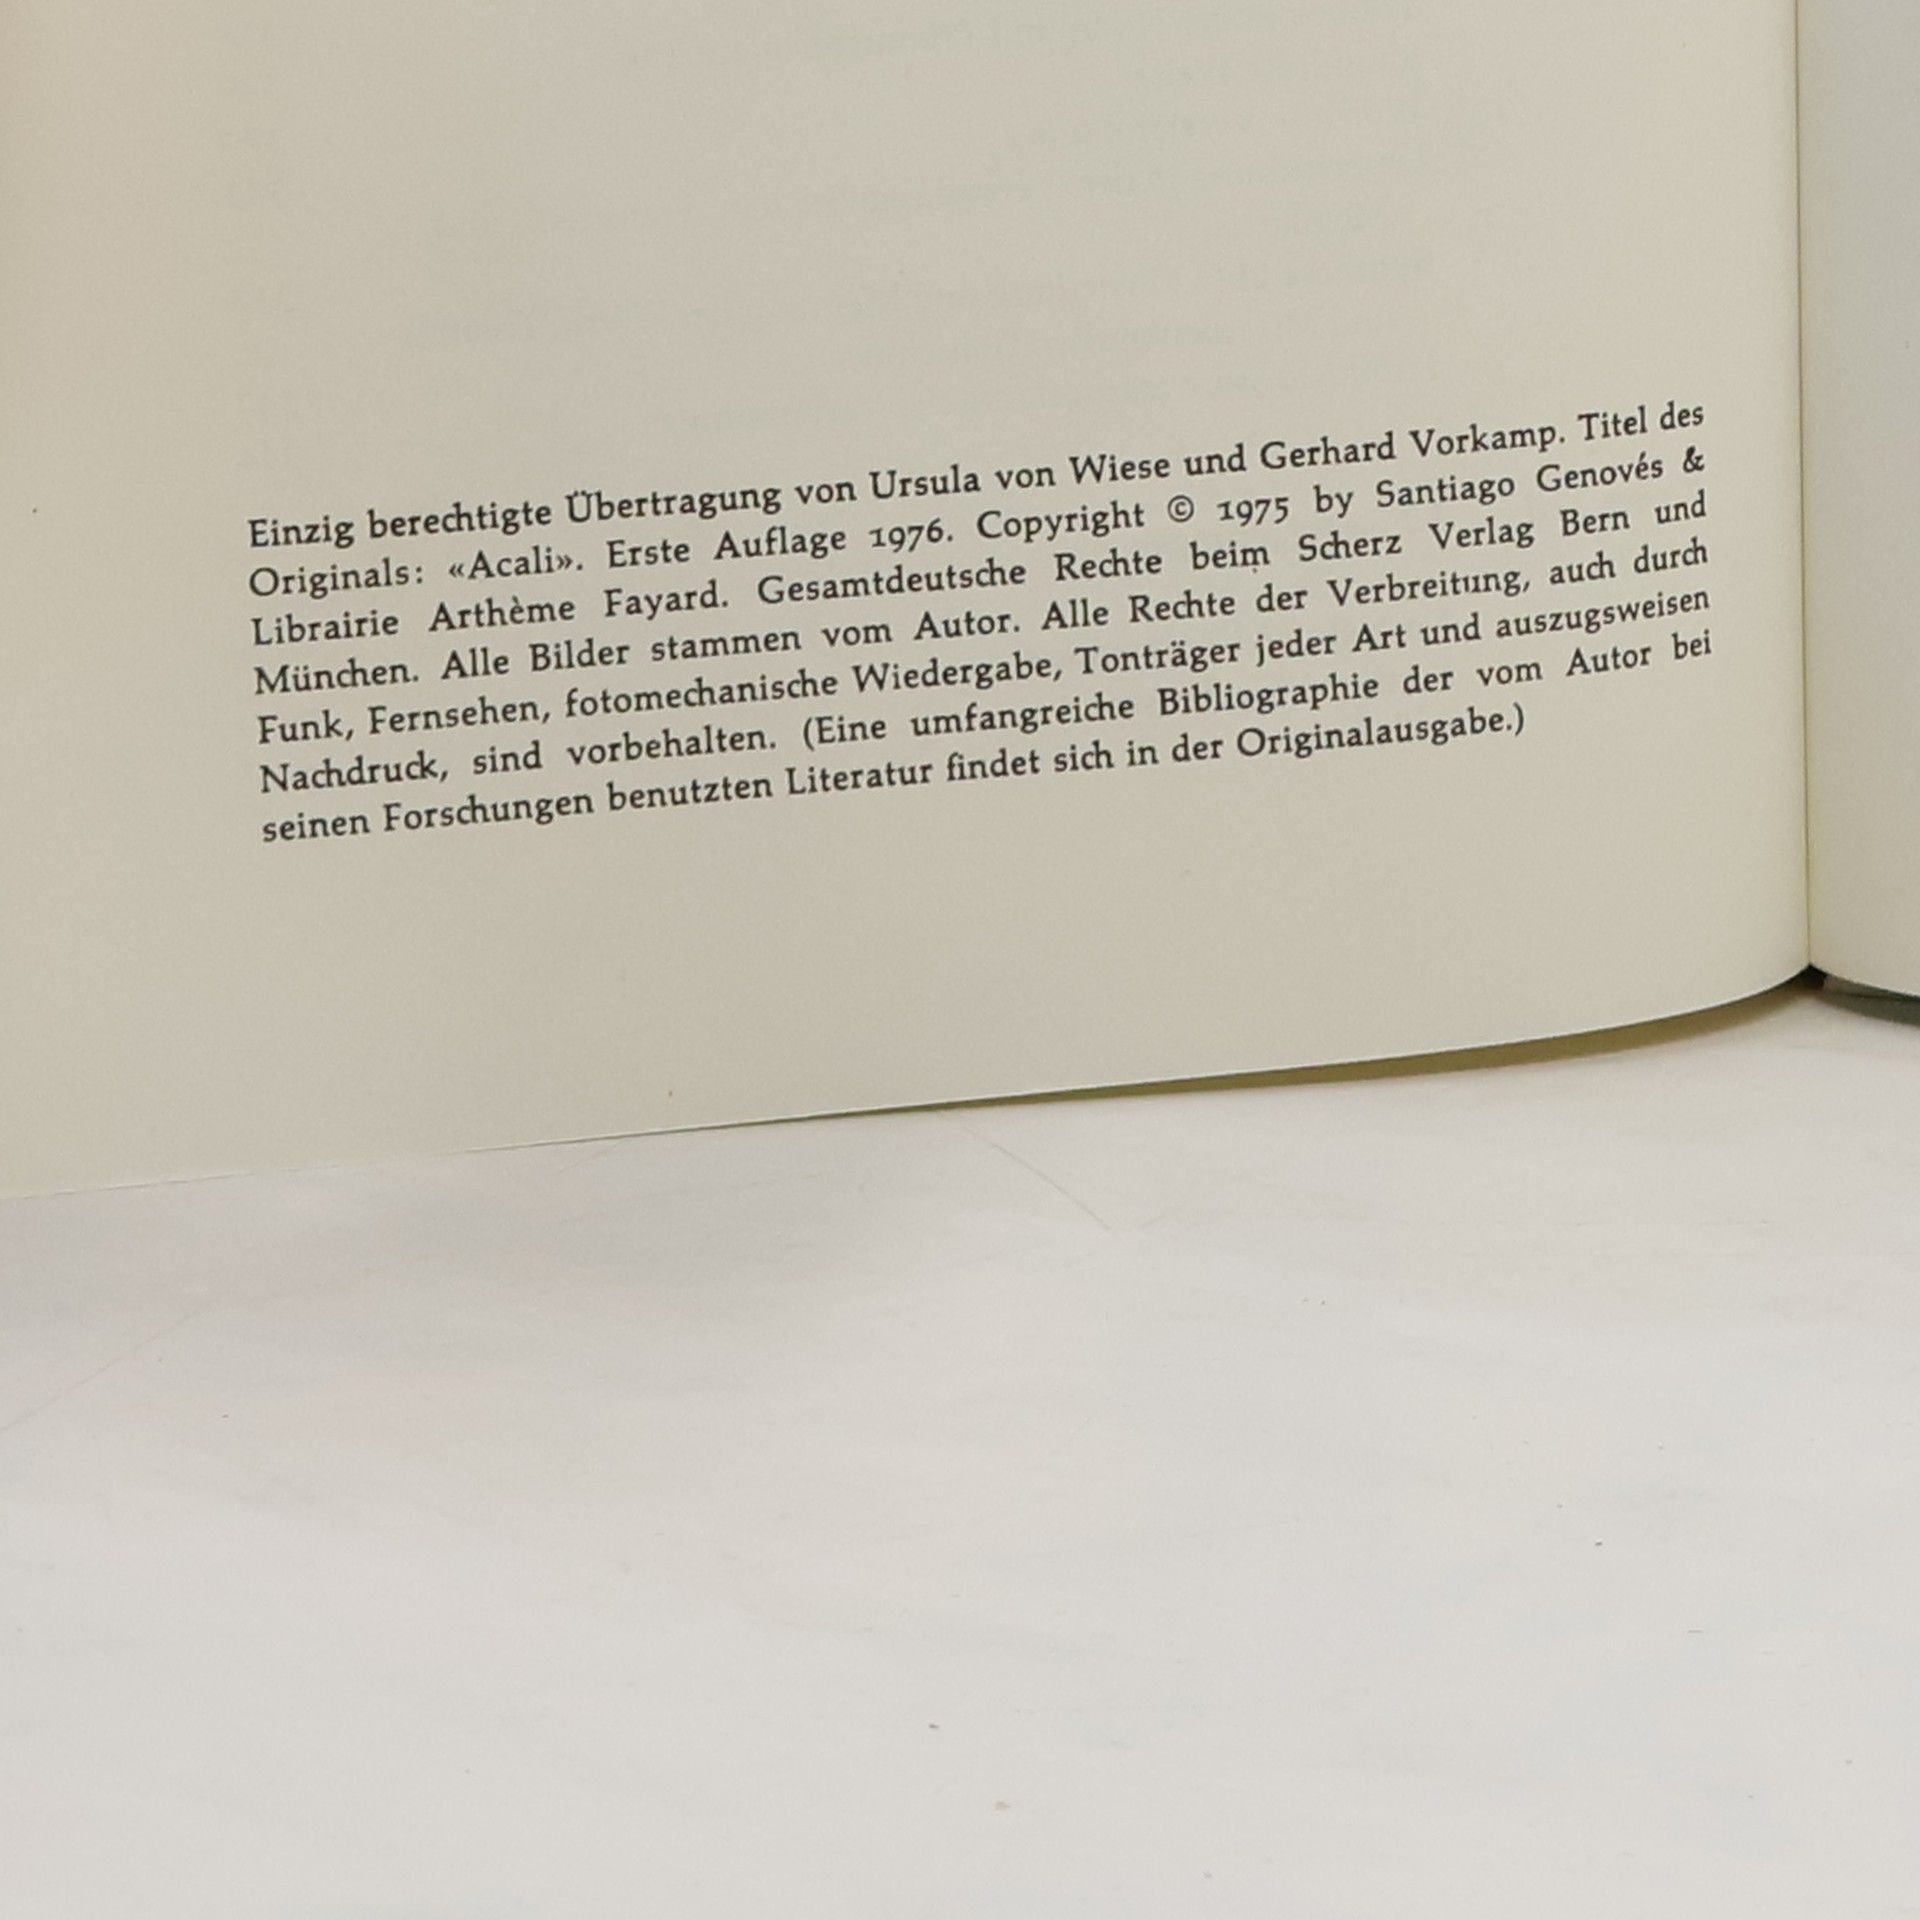 Einzig berechtigte Übertragung von Ursula von Wiese und Gerhard Vorkamp. Titel des
Originals: «Acali». Erste Auflage 1976. Copyright © 1975 by Santiago Genovés &
Librairie Arthème Fayard. Gesamtdeutsche Rechte beim Scherz Verlag Bern und
München. Alle Bilder stammen vom Autor. Alle Rechte der Verbreitung, auch durch
Funk, Fernsehen, fotomechanische Wiedergabe, Tonträger jeder Art und auszugsweisen
Nachdruck, sind vorbehalten. (Eine umfangreiche Bibliographie der vom Autor bei
seinen Forschungen benutzten Literatur findet sich in der Originalausgabe.)